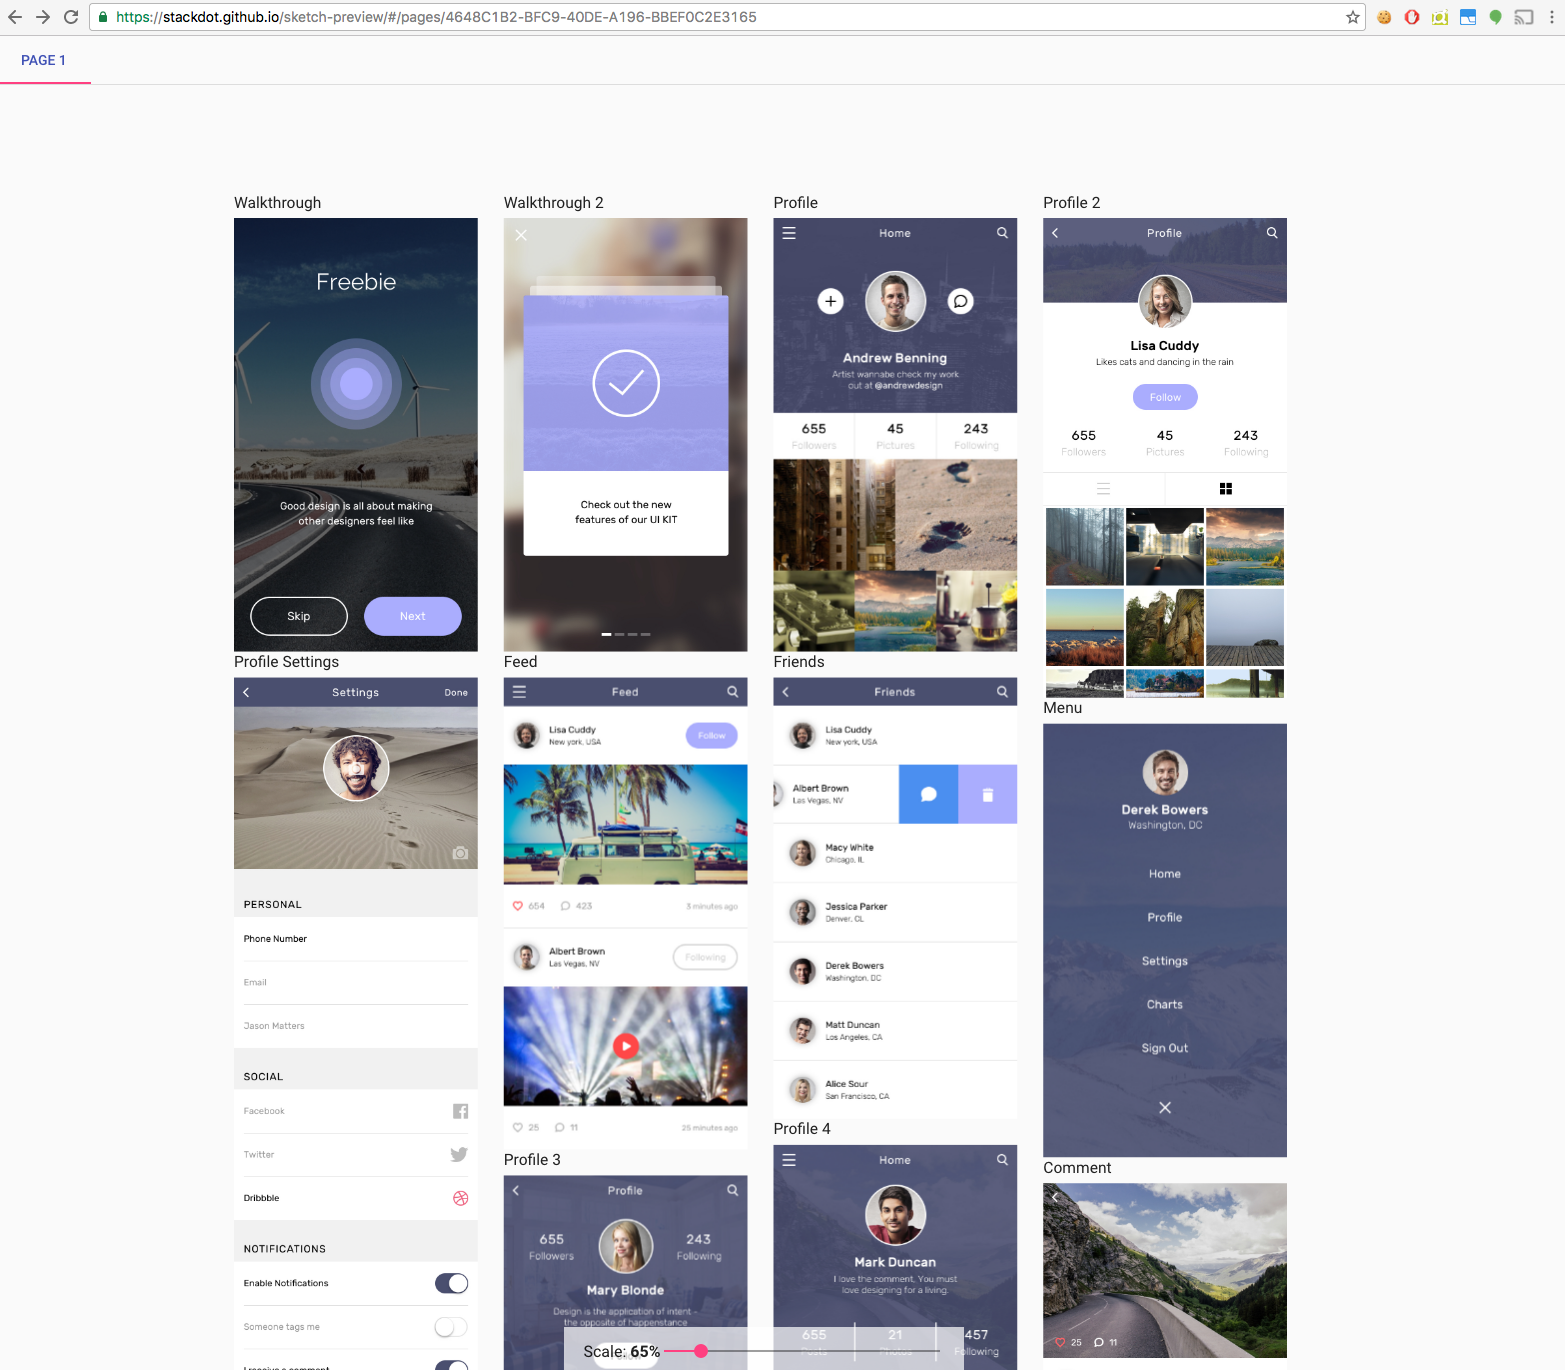 https://stackdot.github.io/sketch-preview/#/pages/4648C1B2-BFC9-40DE-A196-BBEF0C2E3165
PAGE 1
Walkthrough
Freebie
Good design is all about making
other designers feel like
Skip
Next
Walkthrough 2
Check out the new
features of our UI KIT
Profile
Home
Andrew Benning
Artist wannabe check my work
out at @andrewdesign
655
45
243
Followers
Pictures
Following
Profile 2
Profile
Lisa Cuddy
Likes cats and dancing in the rain
Follow
655
45
243
Followers
Pictures
Following
Profile Settings
Settings
Done
PERSONAL
Phone Number
Email
Jason Matters
SOCIAL
Facebook
Twitter
Dribbble
NOTIFICATIONS
Enable Notifications
Someone tags me
I receive a comment
Feed
Feed
Lisa Cuddy
New york, USA
Follow
654
423
3 minutes ago
Albert Brown
Las Vegas, NV
Following
25
11
25 minutes ago
Friends
Friends
Lisa Cuddy
New york, USA
Albert Brown
Las Vegas, NV
Macy White
Chicago, IL
Jessica Parker
Denver, CL
Derek Bowers
Washington, DC
Matt Duncan
Los Angeles, CA
Alice Sour
San Francisco, CA
Menu
Derek Bowers
Washington, DC
Home
Profile
Settings
Charts
Sign Out
Profile 3
Profile
655
243
Followers
Following
Mary Blonde
Design is the application of intent -
the opposite of happenstance
Profile 4
Home
Mark Duncan
I love the comment. You must
love designing for a living.
655
21
457
Posts
Photos
Following
Comment
25
11
Scale: 65%